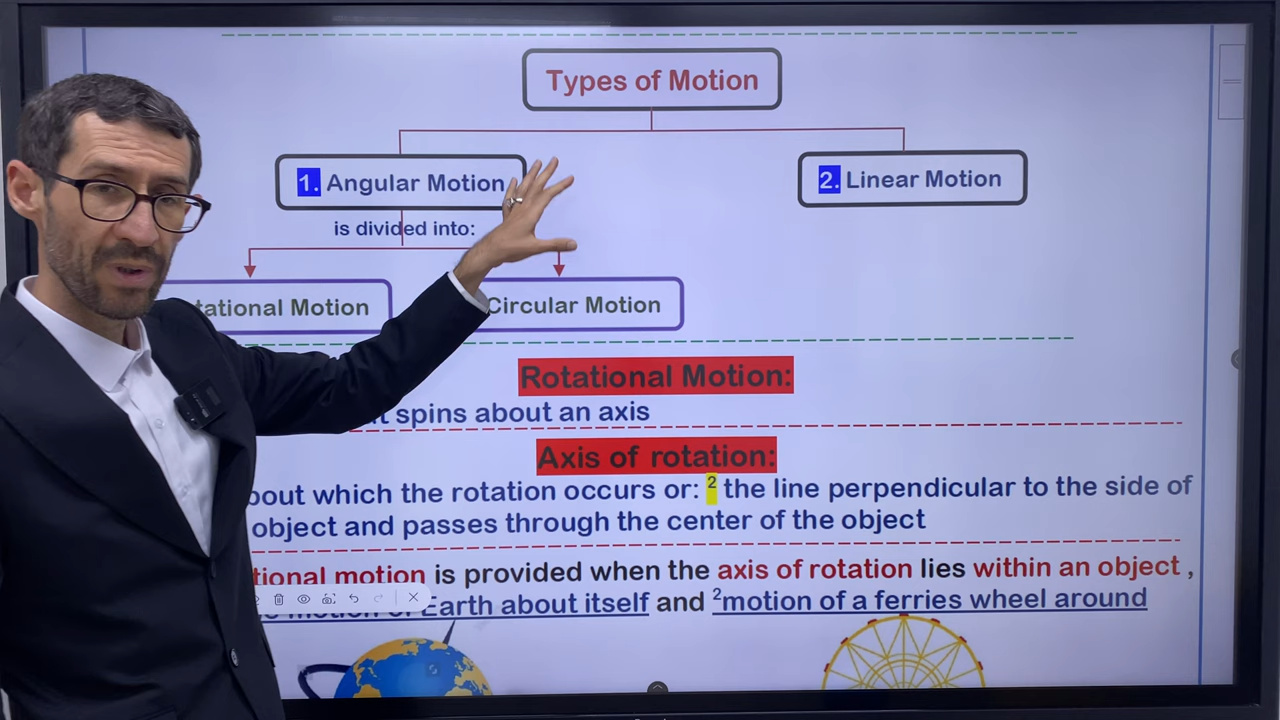 Types of Motion
1. Angular Motion
2. Linear Motion
is divided into:
tational Motion
Circular Motion
Rotational Motion:
spins about an axis
Axis of rotation:
bout which the rotation occurs or: 2 the line perpendicular to the side of
object and passes through the center of the object
tional motion is provided when the axis of rotation lies within an object ,
Earth about itself and 2motion of a ferries wheel around